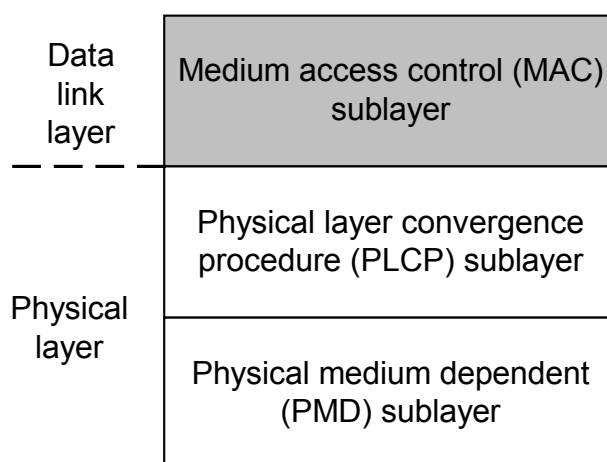 Data
link
layer
Medium access control (MAC)
sublayer
Physical layer convergence
procedure (PLCP) sublayer
Physical
layer
Physical medium dependent
(PMD) sublayer